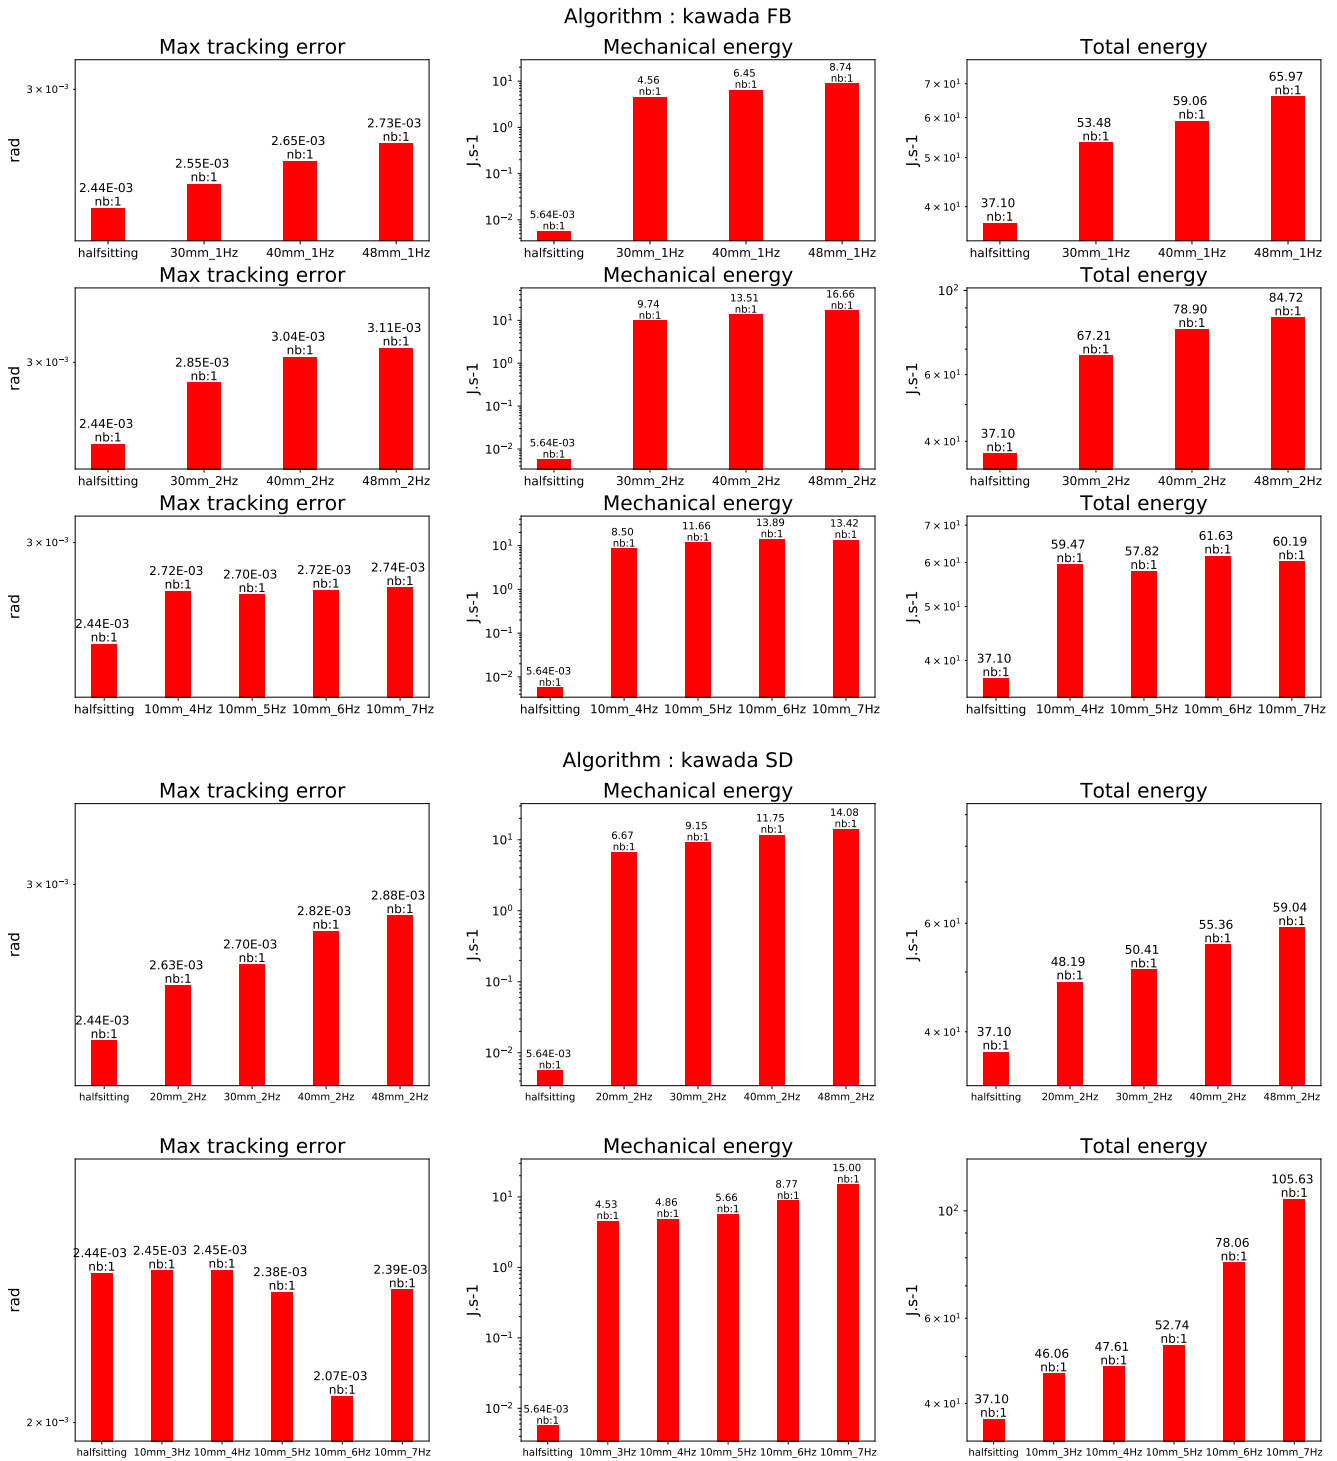 Algorithm : kawada FB
Max tracking error
Mechanical energy
Total energy
rad
3 × 10⁻³
2.44E-03
nb:1
2.55E-03
nb:1
2.65E-03
nb:1
2.73E-03
nb:1
halfsitting 30mm_1Hz 40mm_1Hz 48mm_1Hz
J.s-1
10¹
10⁰
10⁻¹
10⁻²
5.64E-03
nb:1
4.56
nb:1
6.45
nb:1
8.74
nb:1
halfsitting 30mm_1Hz 40mm_1Hz 48mm_1Hz
J.s-1
7 × 10¹
6 × 10¹
5 × 10¹
4 × 10¹
37.10
nb:1
53.48
nb:1
59.06
nb:1
65.97
nb:1
halfsitting 30mm_1Hz 40mm_1Hz 48mm_1Hz
Max tracking error
Mechanical energy
Total energy
rad
3 × 10⁻³
2.44E-03
nb:1
2.85E-03
nb:1
3.04E-03
nb:1
3.11E-03
nb:1
halfsitting 30mm_2Hz 40mm_2Hz 48mm_2Hz
J.s-1
10¹
10⁰
10⁻¹
10⁻²
5.64E-03
nb:1
9.74
nb:1
13.51
nb:1
16.66
nb:1
halfsitting 30mm_2Hz 40mm_2Hz 48mm_2Hz
J.s-1
10²
6 × 10¹
4 × 10¹
37.10
nb:1
67.21
nb:1
78.90
nb:1
84.72
nb:1
halfsitting 30mm_2Hz 40mm_2Hz 48mm_2Hz
Max tracking error
Mechanical energy
Total energy
rad
3 × 10⁻³
2.44E-03
nb:1
2.72E-03
nb:1
2.70E-03
nb:1
2.72E-03
nb:1
2.74E-03
nb:1
halfsitting 10mm_4Hz 10mm_5Hz 10mm_6Hz 10mm_7Hz
J.s-1
10¹
10⁰
10⁻¹
10⁻²
5.64E-03
nb:1
8.50
nb:1
11.66
nb:1
13.89
nb:1
13.42
nb:1
halfsitting 10mm_4Hz 10mm_5Hz 10mm_6Hz 10mm_7Hz
J.s-1
7 × 10¹
6 × 10¹
5 × 10¹
4 × 10¹
37.10
nb:1
59.47
nb:1
57.82
nb:1
61.63
nb:1
60.19
nb:1
halfsitting 10mm_4Hz 10mm_5Hz 10mm_6Hz 10mm_7Hz
Algorithm : kawada SD
Max tracking error
Mechanical energy
Total energy
rad
3 × 10⁻³
2.44E-03
nb:1
2.63E-03
nb:1
2.70E-03
nb:1
2.82E-03
nb:1
2.88E-03
nb:1
halfsitting 20mm_2Hz 30mm_2Hz 40mm_2Hz 48mm_2Hz
J.s-1
10¹
10⁰
10⁻¹
10⁻²
5.64E-03
nb:1
6.67
nb:1
9.15
nb:1
11.75
nb:1
14.08
nb:1
halfsitting 20mm_2Hz 30mm_2Hz 40mm_2Hz 48mm_2Hz
J.s-1
6 × 10¹
4 × 10¹
37.10
nb:1
48.19
nb:1
50.41
nb:1
55.36
nb:1
59.04
nb:1
halfsitting 20mm_2Hz 30mm_2Hz 40mm_2Hz 48mm_2Hz
Max tracking error
Mechanical energy
Total energy
rad
2 × 10⁻³
2.44E-03
nb:1
2.45E-03
nb:1
2.45E-03
nb:1
2.38E-03
nb:1
2.07E-03
nb:1
2.39E-03
nb:1
halfsitting 10mm_3Hz 10mm_4Hz 10mm_5Hz 10mm_6Hz 10mm_7Hz
J.s-1
10¹
10⁰
10⁻¹
10⁻²
5.64E-03
nb:1
4.53
nb:1
4.86
nb:1
5.66
nb:1
8.77
nb:1
15.00
nb:1
halfsitting 10mm_3Hz 10mm_4Hz 10mm_5Hz 10mm_6Hz 10mm_7Hz
J.s-1
10²
6 × 10¹
4 × 10¹
37.10
nb:1
46.06
nb:1
47.61
nb:1
52.74
nb:1
78.06
nb:1
105.63
nb:1
halfsitting 10mm_3Hz 10mm_4Hz 10mm_5Hz 10mm_6Hz 10mm_7Hz